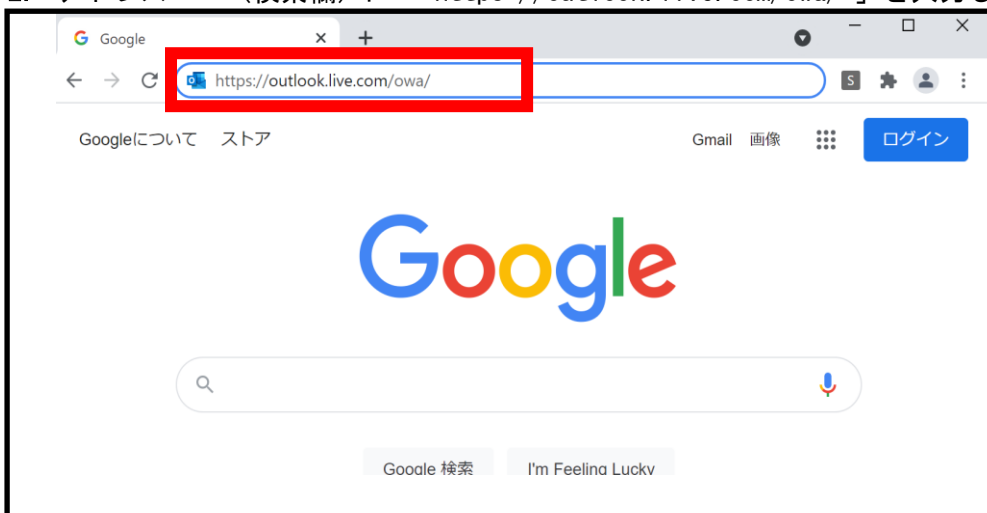 Google
https://outlook.live.com/owa/
S
Googleについて ストア Gmail 画像 ログイン
Google
Google 検索 I'm Feeling Lucky